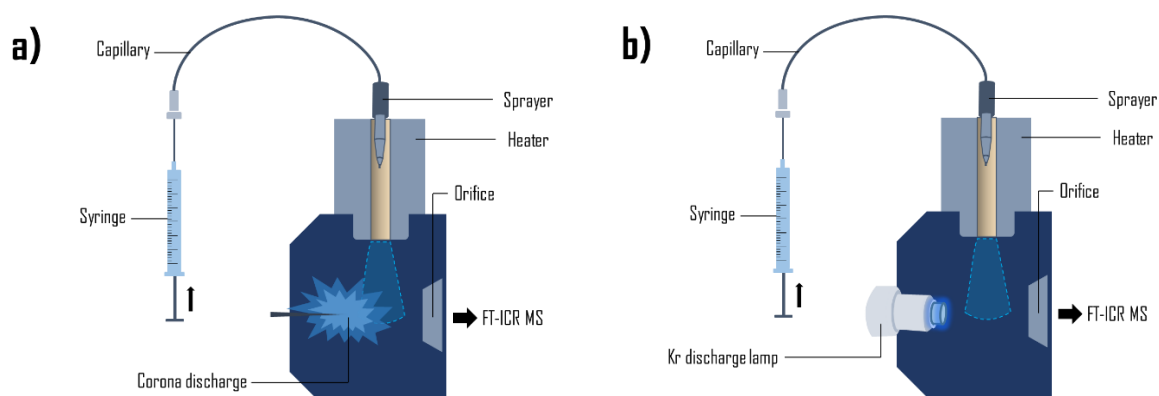 a)
Capillary
Sprayer
Heater
Orifice
Syringe
FT-ICR MS
Corona discharge
b)
Capillary
Sprayer
Heater
Orifice
Syringe
FT-ICR MS
Kr discharge lamp